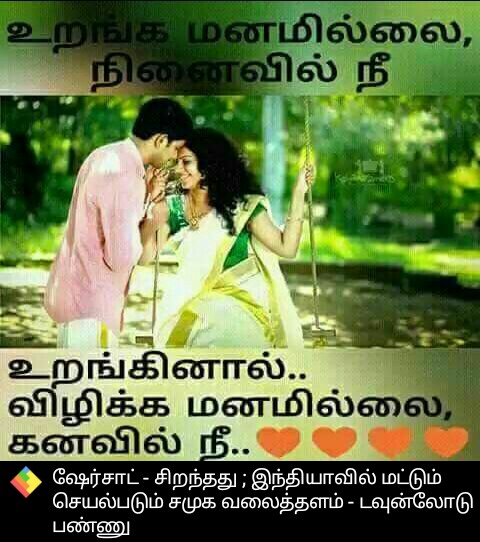 உறங்க மனமில்லை,
நினைவில் நீ
உறங்கினால்..
விழிக்க மனமில்லை,
கனவில் நீ..
ஷேர்சாட் - சிறந்தது ; இந்தியாவில் மட்டும்
செயல்படும் சமுக வலைத்தளம் - டவுன்லோடு
பண்ணு